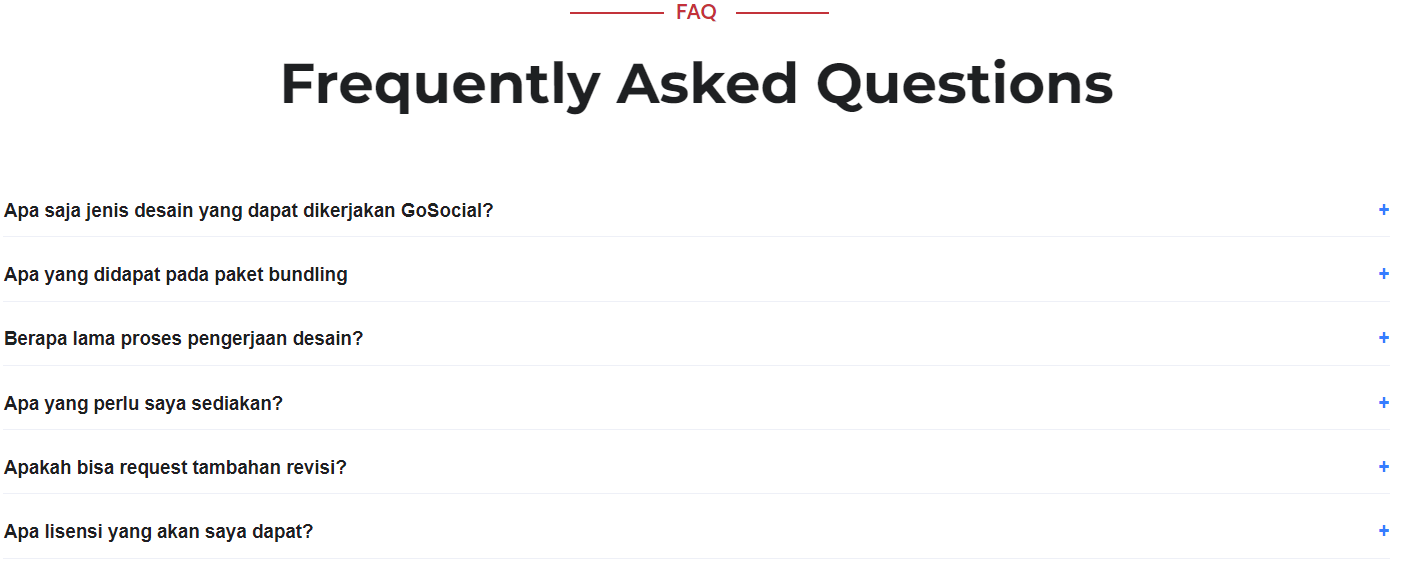 FAQ
Frequently Asked Questions
Apa saja jenis desain yang dapat dikerjakan GoSocial? +
Apa yang didapat pada paket bundling +
Berapa lama proses pengerjaan desain? +
Apa yang perlu saya sediakan? +
Apakah bisa request tambahan revisi? +
Apa lisensi yang akan saya dapat? +